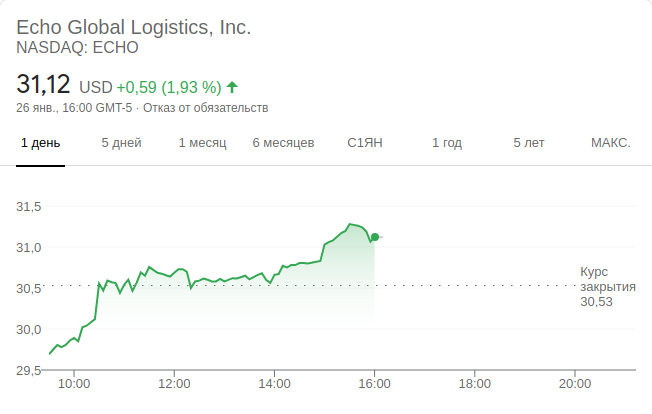 Echo Global Logistics, Inc.
NASDAQ: ECHO
31,12 USD +0,59 (1,93 %)
26 янв., 16:00 GMT-5 · Отказ от обязательств
1 день 5 дней 1 месяц 6 месяцев С1ЯН 1 год 5 лет МАКС.
31,5
31,0
30,5
30,0
29,5
Курс
закрытия
30,53
10:00 12:00 14:00 16:00 18:00 20:00